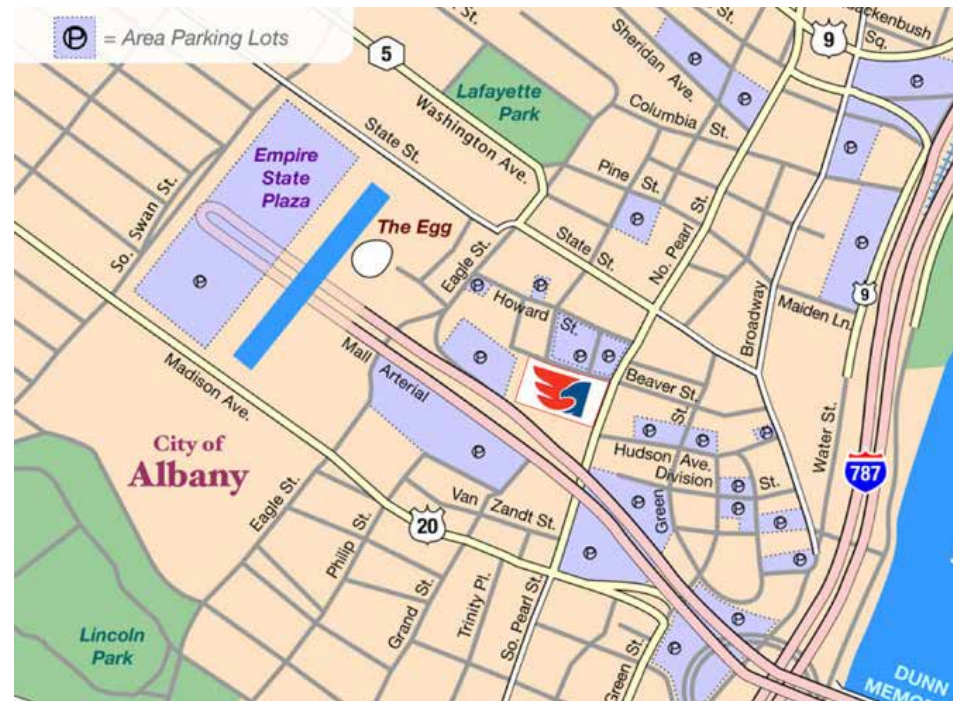 Ⓟ = Area Parking Lots
5
9
Sq.
Sheridan Ave.
Lafayette
Park
Washington Ave.
Columbia St.
State St.
Empire
State
Plaza
Pine St.
So. Swan St.
The Egg
Eagle St.
State St.
No. Pearl St.
Howard St.
Maiden Ln.
9
Broadway
Mall Arterial
Beaver St.
Madison Ave.
Hudson Ave.
Division St.
Green St.
Water St.
787
City of
Albany
Eagle St.
Van Zandt St.
20
Philip St.
Grand St.
Trinity Pl.
So. Pearl St.
Green St.
Lincoln
Park
DUNN